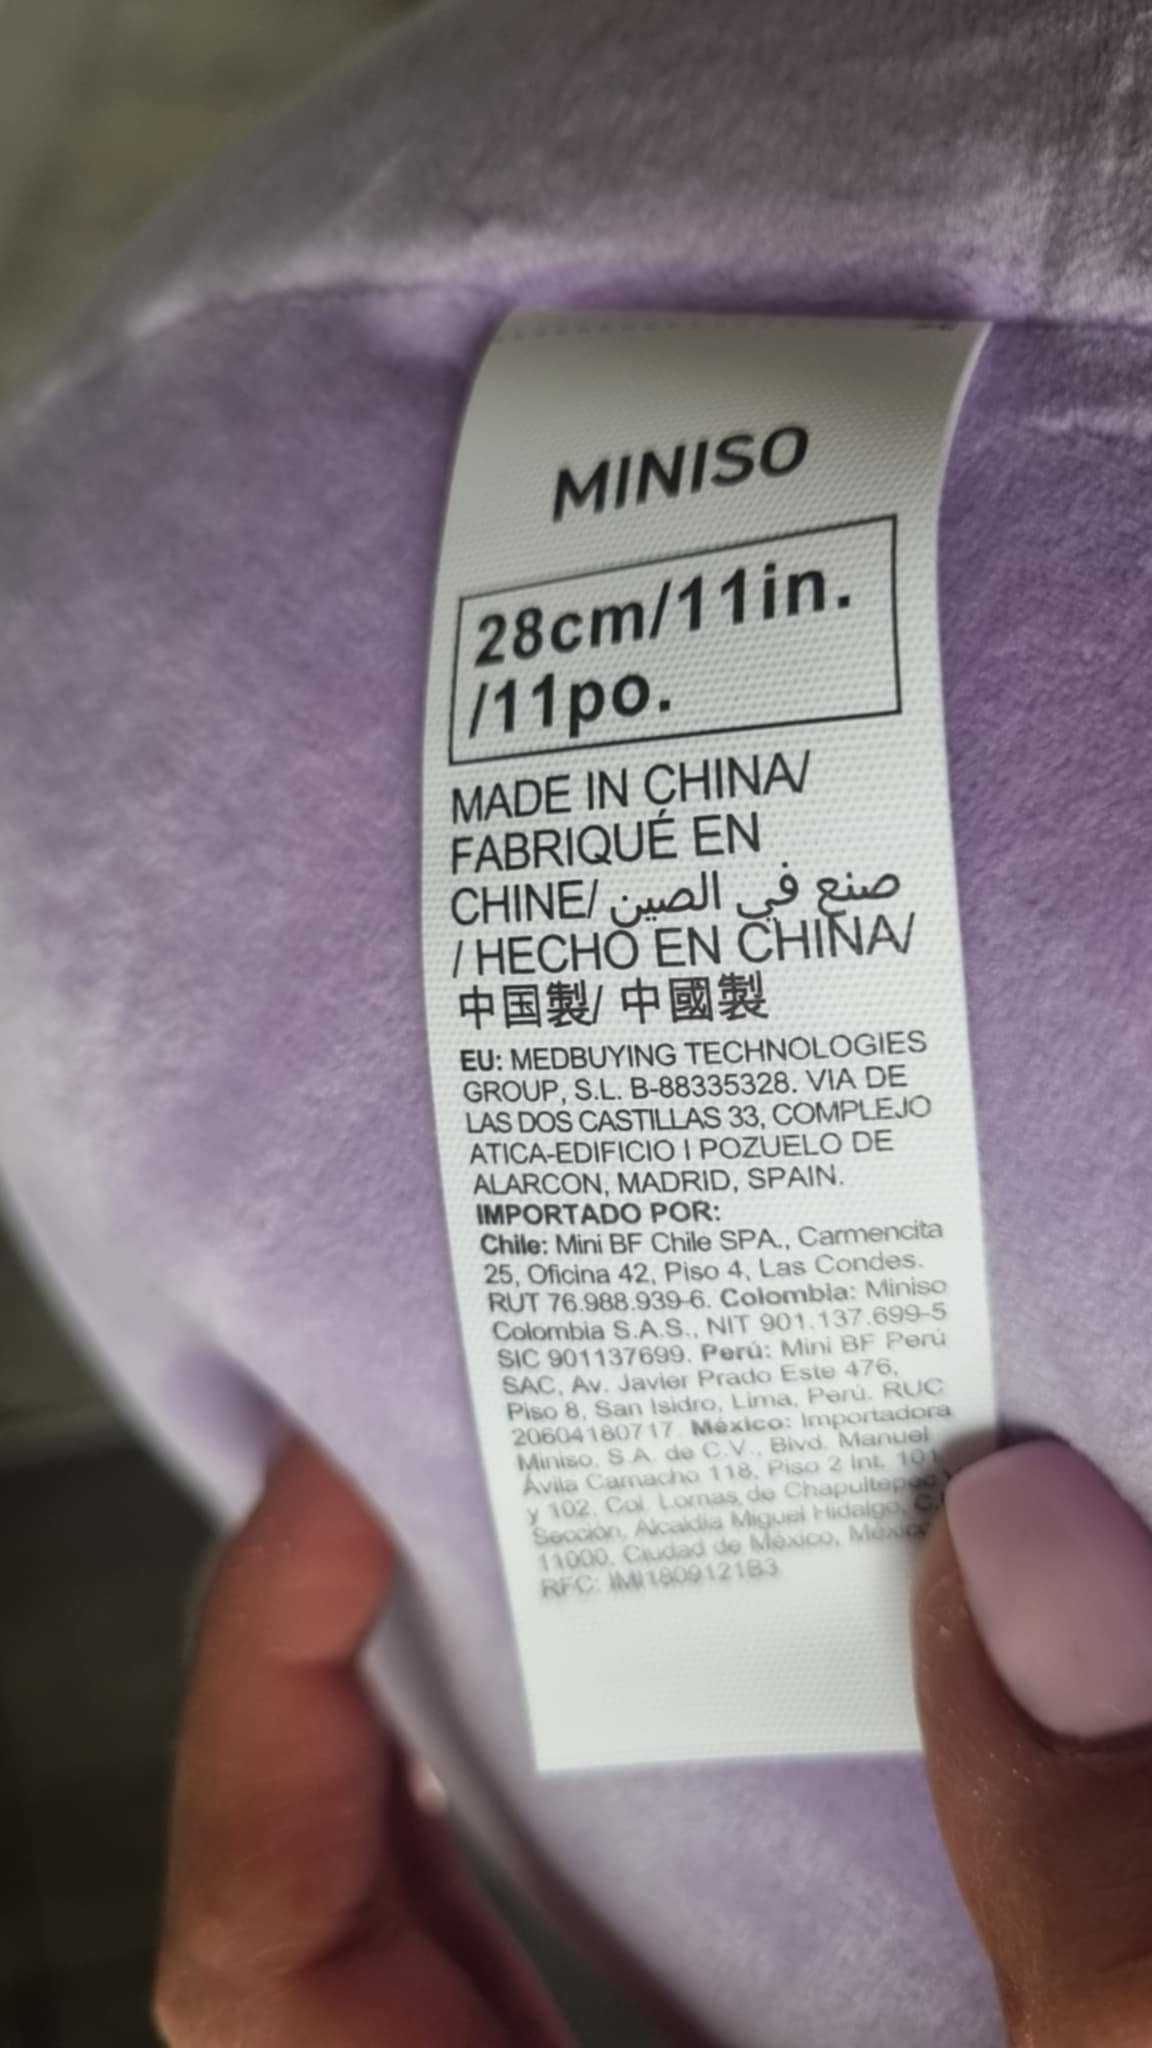 MINISO
28cm/11in.
/11po.
MADE IN CHINA/
FABRIQUÉ EN
CHINE/ صنع في الصين
/ HECHO EN CHINA/
中国製/ 中國製
EU: MEDBUYING TECHNOLOGIES
GROUP, S.L. B-88335328. VIA DE
LAS DOS CASTILLAS 33, COMPLEJO
ATICA-EDIFICIO I POZUELO DE
ALARCON, MADRID, SPAIN.
IMPORTADO POR:
Chile: Mini BF Chile SPA., Carmencita
25, Oficina 42, Piso 4, Las Condes.
RUT 76.988.939-6. Colombia: Miniso
Colombia S.A.S., NIT 901.137.699-5
SIC 901137699. Perú: Mini BF Perú
SAC, Av. Javier Prado Este 476,
Piso 8, San Isidro, Lima, Perú. RUC
20604180717. México: Importadora
Miniso, S.A. de C.V., Blvd. Manuel
Ávila Camacho 118, Piso 2 Int. 101
y 102, Col. Lomas de Chapultepec
Sección, Alcaldía Miguel Hidalgo,
11000, Ciudad de México, México
RFC: IMI1809121B3